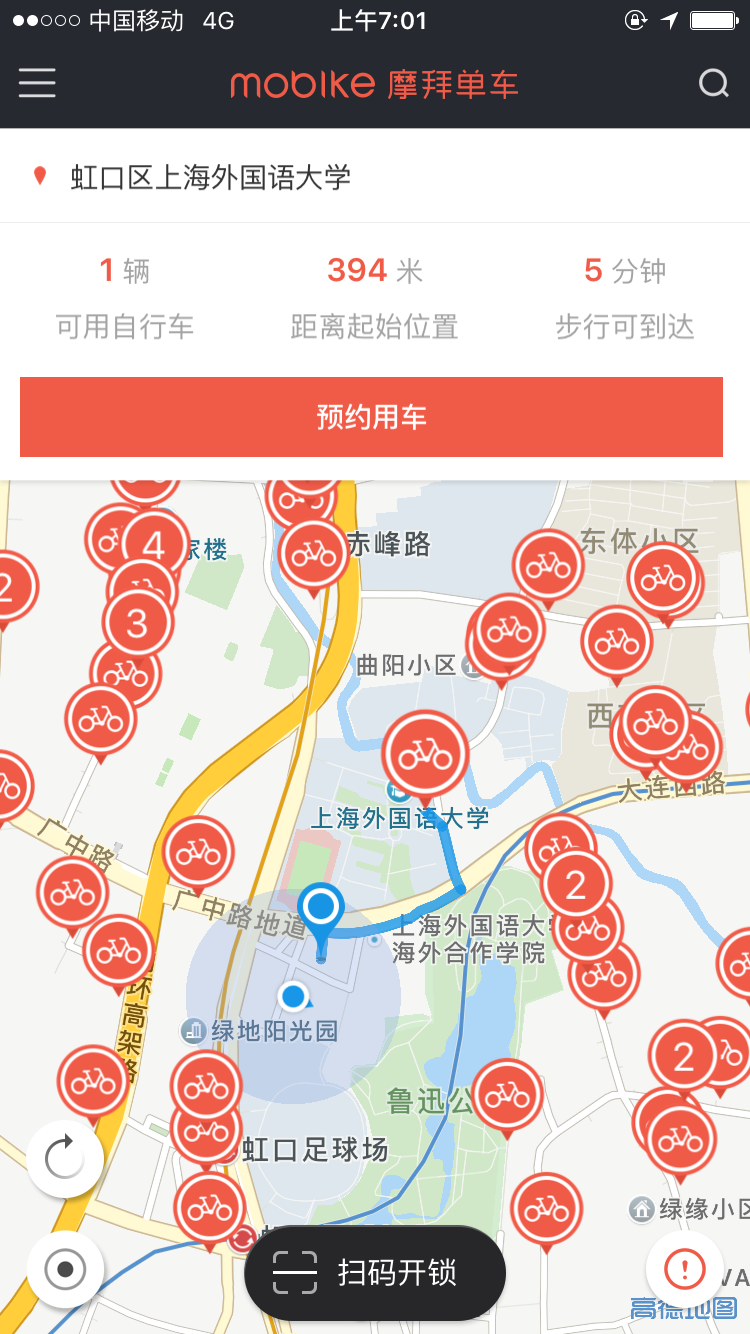 中国移动 4G 上午7:01
mobike 摩拜单车
虹口区上海外国语大学
1 辆 394 米 5 分钟
可用自行车 距离起始位置 步行可到达
预约用车
赤峰路
东体小区
4
家楼
2
3
曲阳小区
西
区
大连西路
上海外国语大学
广中路
2
广中路地道
上海外国语大学
海外合作学院
环高架路
绿地阳光园
2
鲁迅公
虹口足球场
绿缘小区
扫码开锁
VA
高德地图